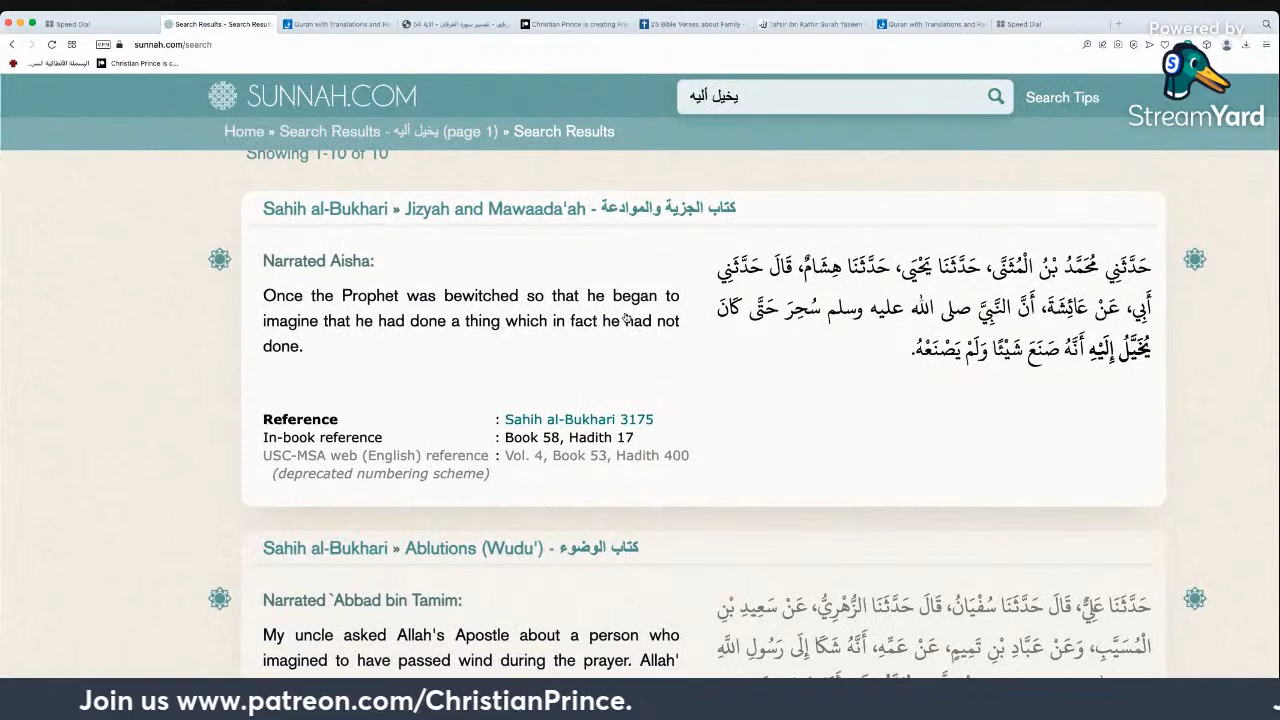 Speed Dial
Search Results - Search Resul
Quran with Translations and Re
Christian Prince is creating Fre
25 Bible Verses about Family -
Tafsir Ibn Kathir Surah Yaseen
Quran with Translations and Re
Speed Dial
VPN sunnah.com/search
Christian Prince is c...
Powered by
StreamYard
SUNNAH.COM
يخيل أليه
Search Tips
Home » Search Results - يخيل أليه (page 1) » Search Results
Showing 1-10 of 10
Sahih al-Bukhari » Jizyah and Mawaada'ah - كتاب الجزية والموادعة
Narrated Aisha:
Once the Prophet was bewitched so that he began to
imagine that he had done a thing which in fact he had not
done.
حَدَّثَنِي مُحَمَّدُ بْنُ الْمُثَنَّى، حَدَّثَنَا يَحْيَى، حَدَّثَنَا هِشَامٌ، قَالَ حَدَّثَنِي
أَبِي، عَنْ عَائِشَةَ، أَنَّ النَّبِيَّ صلى الله عليه وسلم سُحِرَ حَتَّى كَانَ
يُخَيَّلُ إِلَيْهِ أَنَّهُ صَنَعَ شَيْئًا وَلَمْ يَصْنَعْهُ.
Reference : Sahih al-Bukhari 3175
In-book reference : Book 58, Hadith 17
USC-MSA web (English) reference : Vol. 4, Book 53, Hadith 400
(deprecated numbering scheme)
Sahih al-Bukhari » Ablutions (Wudu') - كتاب الوضوء
Narrated `Abbad bin Tamim:
My uncle asked Allah's Apostle about a person who
imagined to have passed wind during the prayer. Allah'
حَدَّثَنَا عَلِيٌّ، قَالَ حَدَّثَنَا سُفْيَانُ، قَالَ حَدَّثَنَا الزُّهْرِيُّ، عَنْ سَعِيدِ بْنِ
الْمُسَيَّبِ، وَعَنْ عَبَّادِ بْنِ تَمِيمٍ، عَنْ عَمِّهِ، أَنَّهُ شَكَا إِلَى رَسُولِ اللَّهِ
Join us www.patreon.com/ChristianPrince.